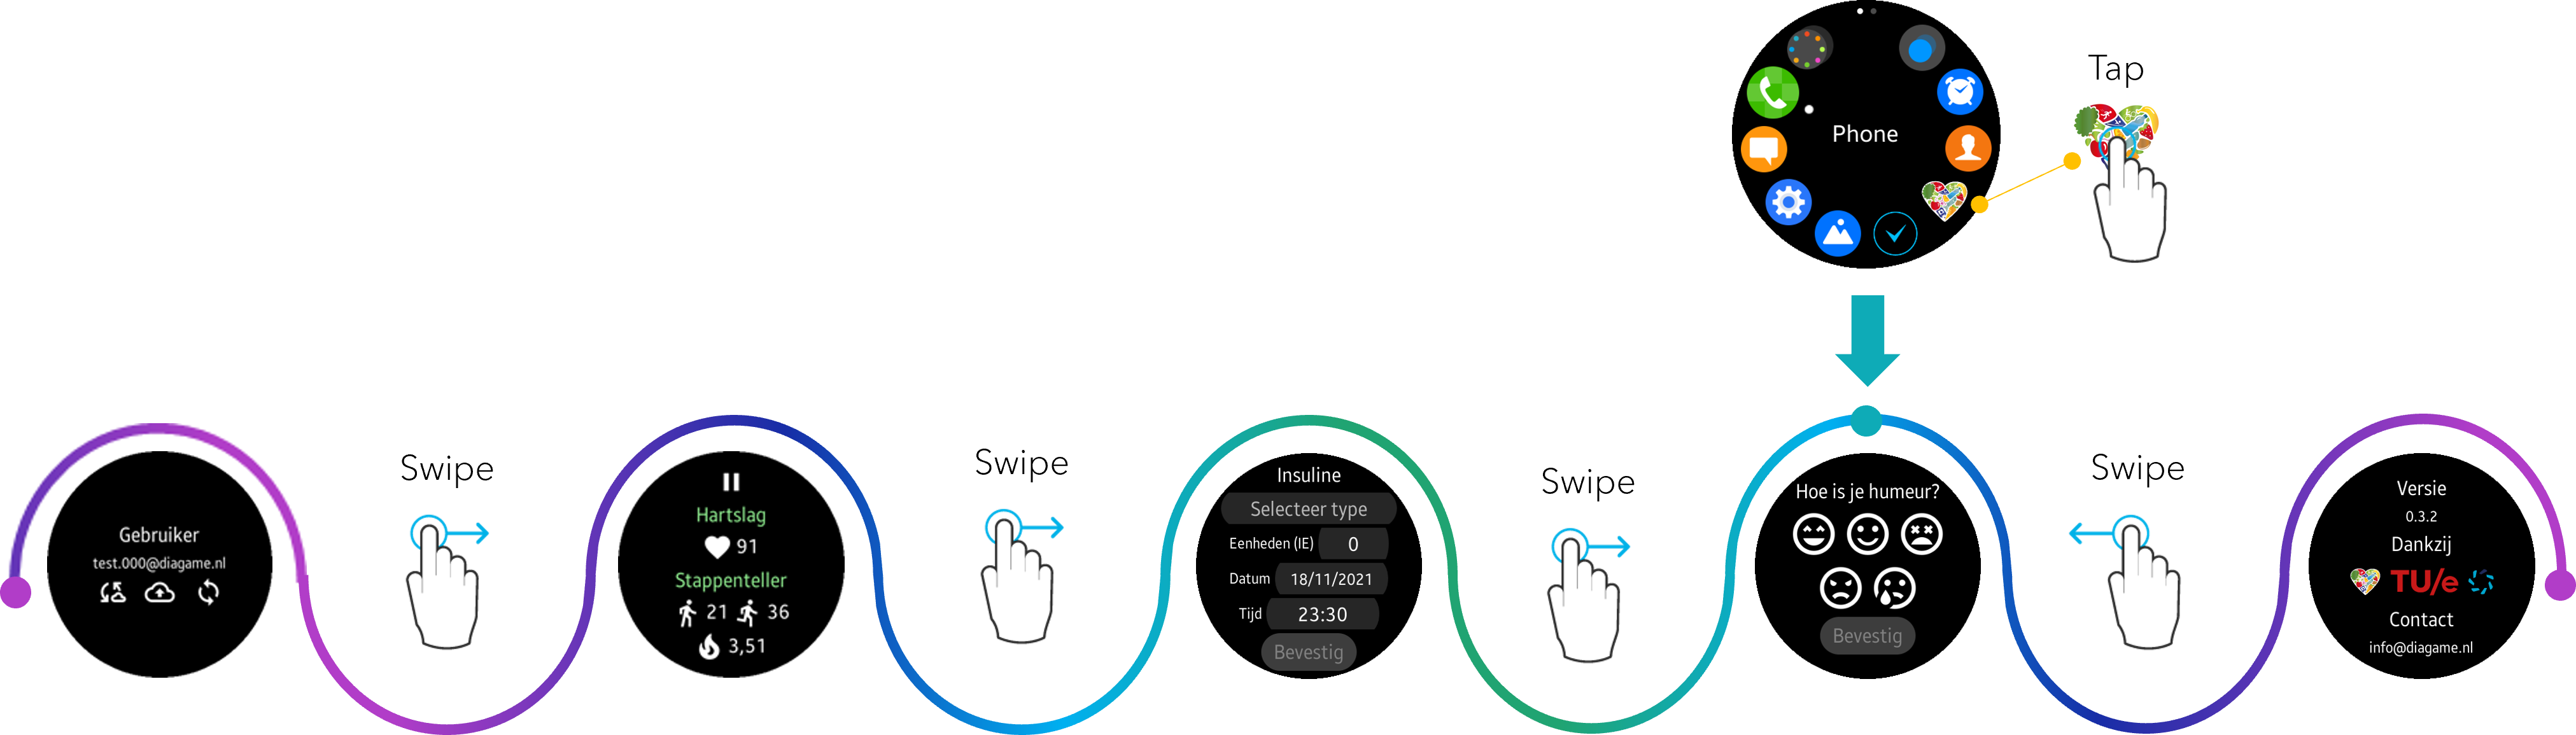 Phone
Tap
Gebruiker
test.000@diagame.nl
Swipe
Hartslag
91
Stappenteller
21 36
3,51
Swipe
Insuline
Selecteer type
Eenheden (IE) 0
Datum 18/11/2021
Tijd 23:30
Bevestig
Swipe
Hoe is je humeur?
Bevestig
Swipe
Versie
0.3.2
Dankzij
TU/e
Contact
info@diagame.nl